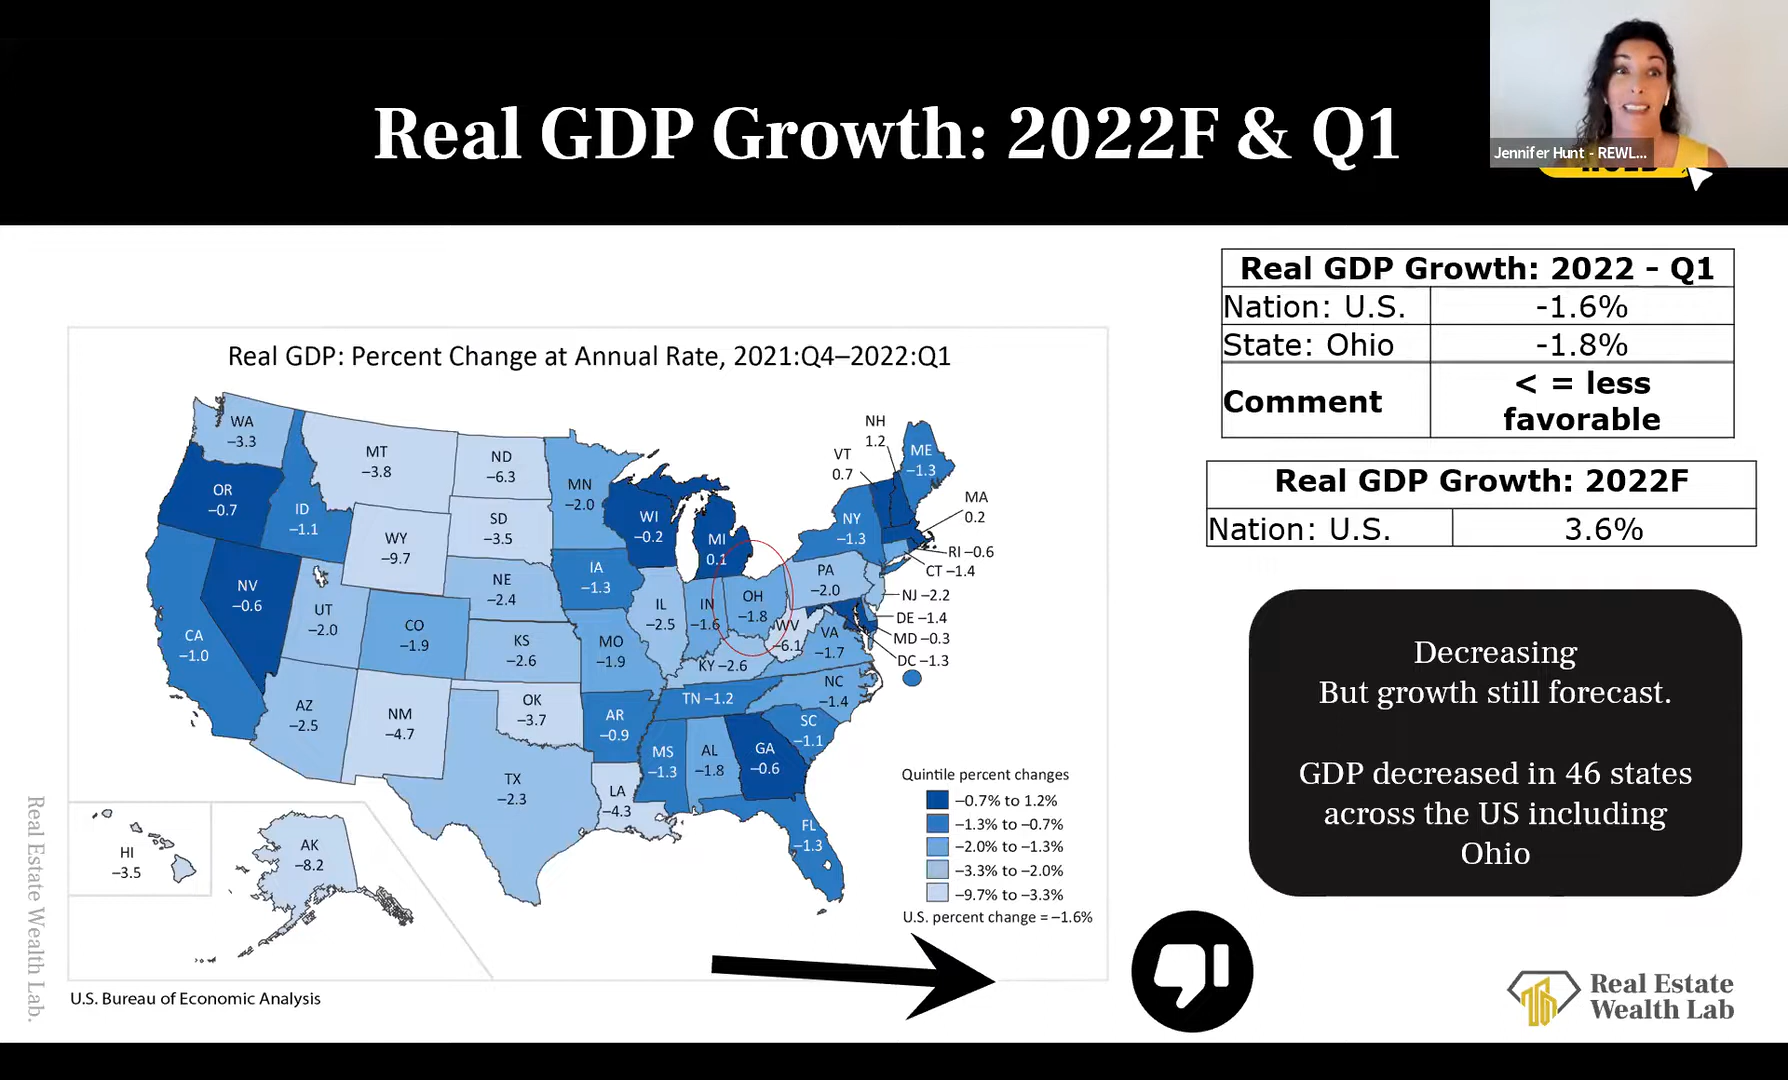 Real GDP Growth: 2022F & Q1
Jennifer Hunt - REWL...
Real GDP Growth: 2022 - Q1
Nation: U.S. -1.6%
State: Ohio -1.8%
Comment < = less
favorable
Real GDP Growth: 2022F
Nation: U.S. 3.6%
Decreasing
But growth still forecast.
GDP decreased in 46 states
across the US including
Ohio
Real GDP: Percent Change at Annual Rate, 2021:Q4–2022:Q1
WA
–3.3
MT
–3.8
ND
–6.3
MN
–2.0
OR
–0.7
ID
–1.1
WY
–9.7
SD
–3.5
WI
–0.2
MI
0.1
NH
1.2
VT
0.7
ME
–1.3
MA
0.2
NY
–1.3
RI –0.6
CT –1.4
NJ –2.2
DE –1.4
MD –0.3
DC –1.3
PA
–2.0
NV
–0.6
UT
–2.0
CO
–1.9
NE
–2.4
IA
–1.3
IL
–2.5
IN
–1.6
OH
–1.8
WV
–6.1
VA
–1.7
CA
–1.0
KS
–2.6
MO
–1.9
KY –2.6
NC
–1.4
TN –1.2
SC
–1.1
AZ
–2.5
NM
–4.7
OK
–3.7
AR
–0.9
MS
–1.3
AL
–1.8
GA
–0.6
TX
–2.3
LA
–4.3
FL
–1.3
HI
–3.5
AK
–8.2
Quintile percent changes
–0.7% to 1.2%
–1.3% to –0.7%
–2.0% to –1.3%
–3.3% to –2.0%
–9.7% to –3.3%
U.S. percent change = –1.6%
U.S. Bureau of Economic Analysis
Real Estate Wealth Lab.
Real Estate
Wealth Lab